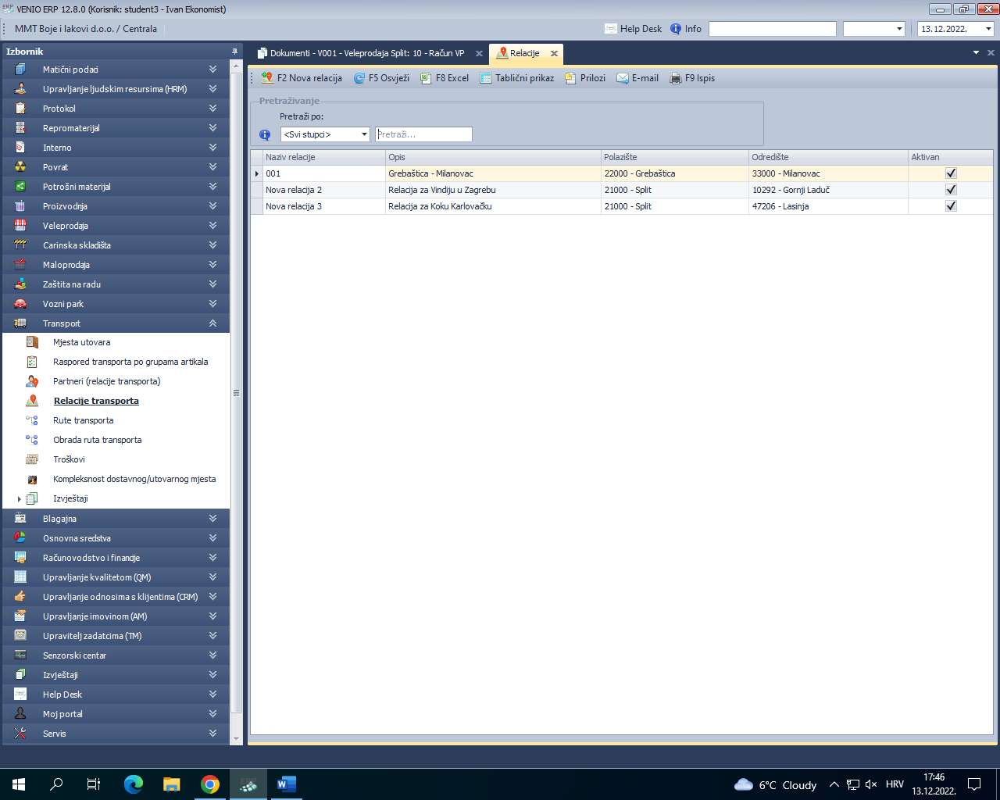 ERP VENIO ERP 12.8.0 (Korisnik: student3 - Ivan Ekonomist)
MMT Boje i lakovi d.o.o. / Centrala
Help Desk Info 13.12.2022.
Izbornik
Matični podaci
Upravljanje ljudskim resursima (HRM)
Protokol
Repromaterijal
Interno
Povrat
Potrošni materijal
Proizvodnja
Veleprodaja
Carinska skladišta
Maloprodaja
Zaštita na radu
Vozni park
Transport
Mjesta utovara
Raspored transporta po grupama artikala
Partneri (relacije transporta)
Relacije transporta
Rute transporta
Obrada ruta transporta
Troškovi
Kompleksnost dostavnog/utovarnog mjesta
Izvještaji
Blagajna
Osnovna sredstva
Računovodstvo i financije
Upravljanje kvalitetom (QM)
Upravljanje odnosima s klijentima (CRM)
Upravljanje imovinom (AM)
Upravitelj zadatcima (TM)
Senzorski centar
Izvještaji
Help Desk
Moj portal
Servis
Dokumenti - V001 - Veleprodaja Split: 10 - Račun VP Relacije
F2 Nova relacija F5 Osvježi F8 Excel Tablični prikaz Prilozi E-mail F9 Ispis
Pretraživanje
Pretraži po:
<Svi stupci> Pretraži...
Naziv relacije Opis Polazište Odredište Aktivan
001 Grebaštica - Milanovac 22000 - Grebaštica 33000 - Milanovac
Nova relacija 2 Relacija za Vindiju u Zagrebu 21000 - Split 10292 - Gornji Laduč
Nova relacija 3 Relacija za Koku Karlovačku 21000 - Split 47206 - Lasinja
6°C Cloudy HRV 17:46
13.12.2022.